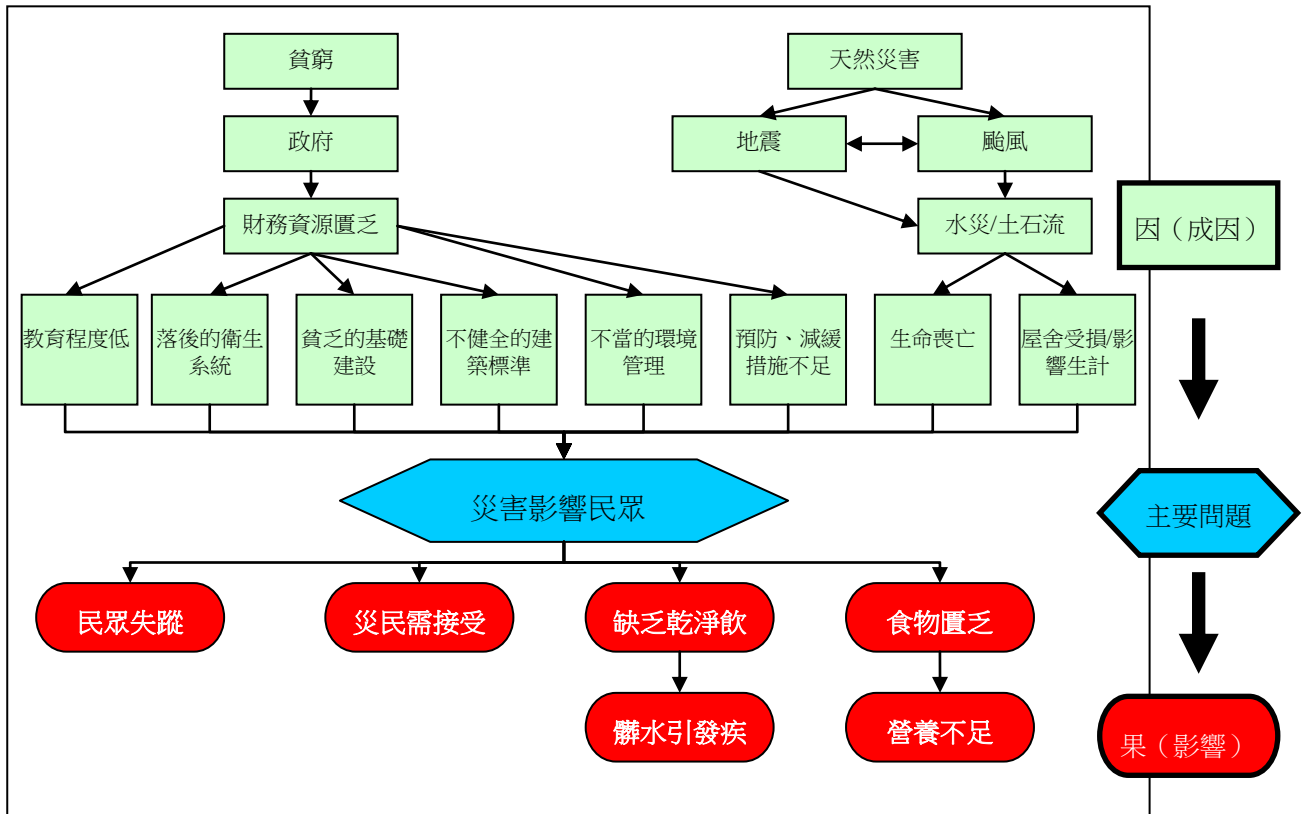 貧窮
天然災害
政府
地震
颱風
財務資源匱乏
水災/土石流
因（成因）
教育程度低
落後的衛生
系統
貧乏的基礎
建設
不健全的建
築標準
不當的環境
管理
預防、減緩
措施不足
生命喪亡
屋舍受損/影
響生計
災害影響民眾
主要問題
民眾失蹤
災民需接受
缺乏乾淨飲
食物匱乏
髒水引發疾
營養不足
果（影響）